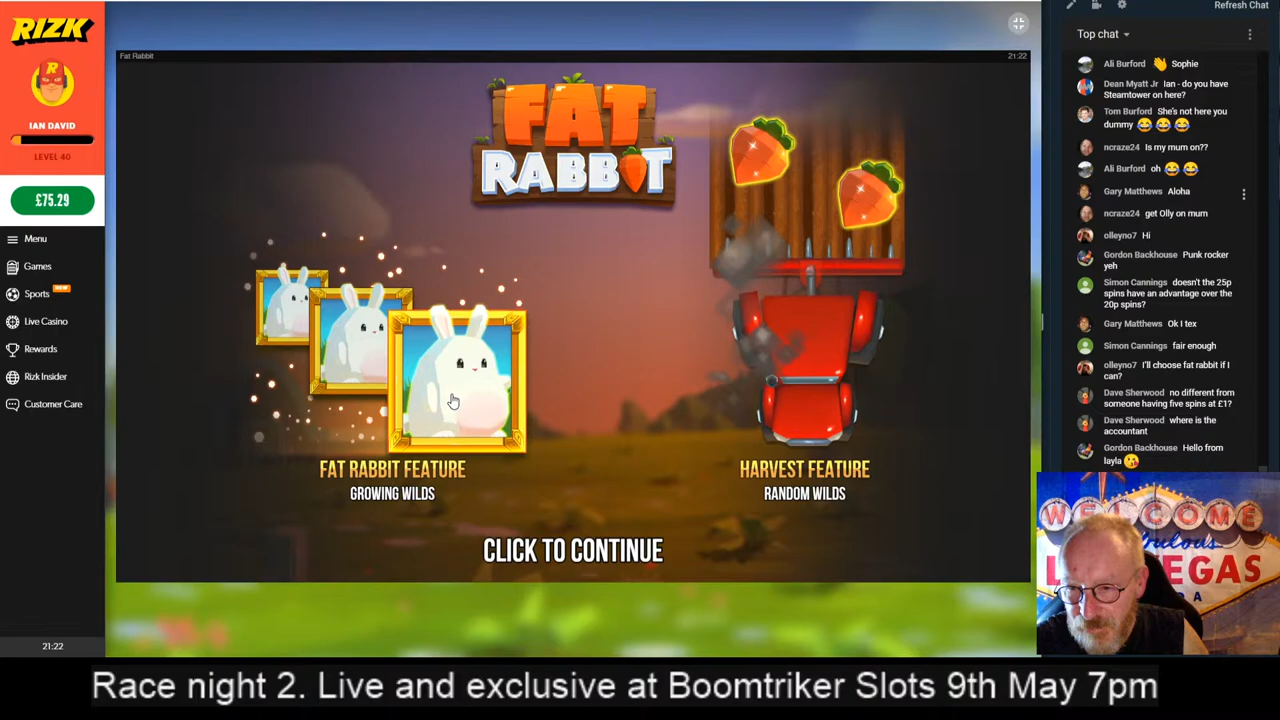 RIZK
R
IAN DAVID
LEVEL 40
£75.29
Menu
Games
Sports NEW
Live Casino
Rewards
Rizk Insider
Customer Care
21:22
Fat Rabbit
21:22
FAT
RABBIT
FAT RABBIT FEATURE
GROWING WILDS
HARVEST FEATURE
RANDOM WILDS
CLICK TO CONTINUE
Refresh Chat
Top chat
Ali Burford 👋 Sophie
Dean Myatt Jr Ian - do you have
Steamtower on here?
Tom Burford She's not here you
dummy 😂 😂 😂
ncraze24 Is my mum on??
Ali Burford oh 😂 😂
Gary Matthews Aloha
ncraze24 get Olly on mum
olleyno7 Hi
Gordon Backhouse Punk rocker
yeh
Simon Cannings doesn't the 25p
spins have an advantage over the
20p spins?
Gary Matthews Ok I tex
Simon Cannings fair enough
olleyno7 I'll choose fat rabbit if I
can?
Dave Sherwood no different from
someone having five spins at £1?
Dave Sherwood where is the
accountant
Gordon Backhouse Hello from
layla 😘
WELCOME
fabulous
VEGAS
Race night 2. Live and exclusive at Boomtriker Slots 9th May 7pm